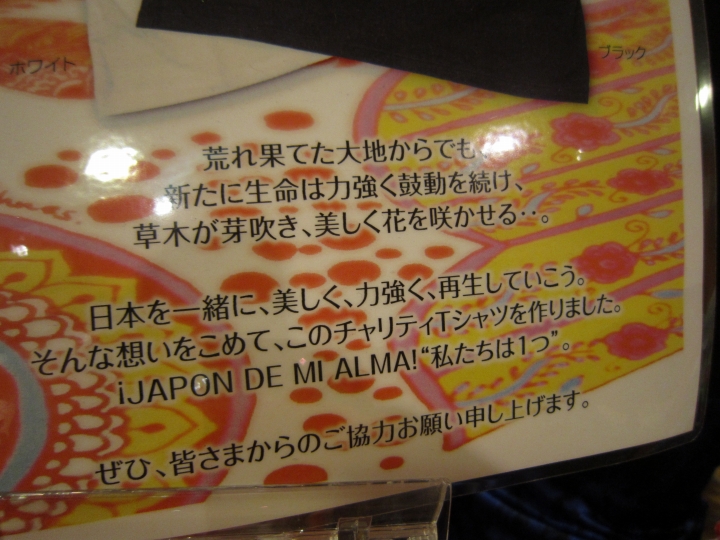 ホワイト
ブラック
荒れ果てた大地からでも、
新たに生命は力強く鼓動を続け、
草木が芽吹き、美しく花を咲かせる‥。
日本を一緒に、美しく、力強く、再生していこう。
そんな想いをこめて、このチャリティTシャツを作りました。
¡JAPON DE MI ALMA!“私たちは1つ”。
ぜひ、皆さまからのご協力お願い申し上げます。